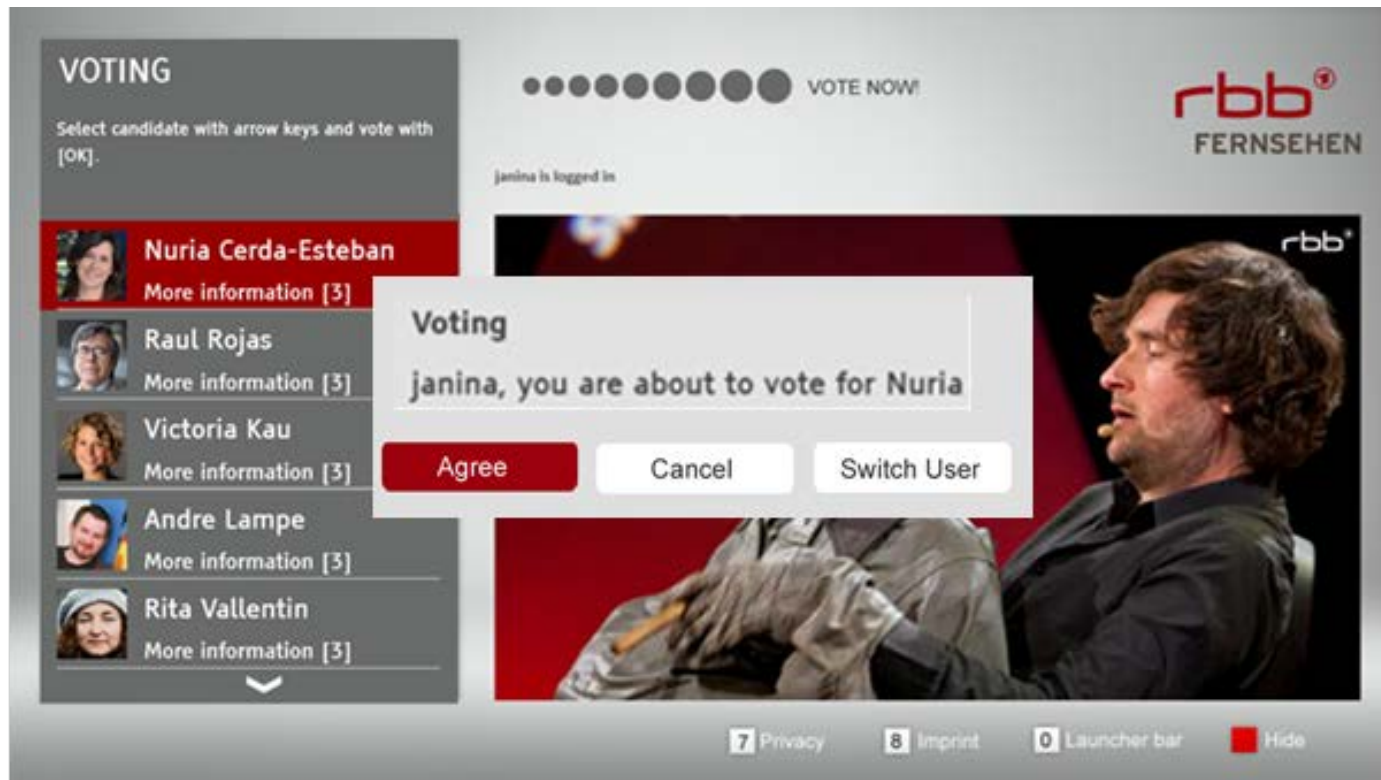 VOTING
Select candidate with arrow keys and vote with
[OK].
VOTE NOW!
rbb
FERNSEHEN
janina is logged in
Nuria Cerda-Esteban
More information [3]
Raul Rojas
More information [3]
Victoria Kau
More information [3]
Andre Lampe
More information [3]
Rita Vallentin
More information [3]
rbb
Voting
janina, you are about to vote for Nuria
Agree
Cancel
Switch User
7 Privacy
8 Imprint
0 Launcher bar
Hide